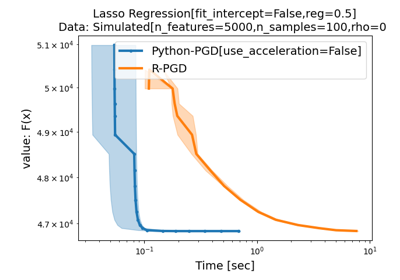 Lasso Regression[fit_intercept=False,reg=0.5]
Data: Simulated[n_features=5000,n_samples=100,rho=0
Python-PGD[use_acceleration=False]
R-PGD
value: F(x)
5.1 × 10⁴
5 × 10⁴
4.9 × 10⁴
4.8 × 10⁴
4.7 × 10⁴
10⁻¹ 10⁰ 10¹
Time [sec]